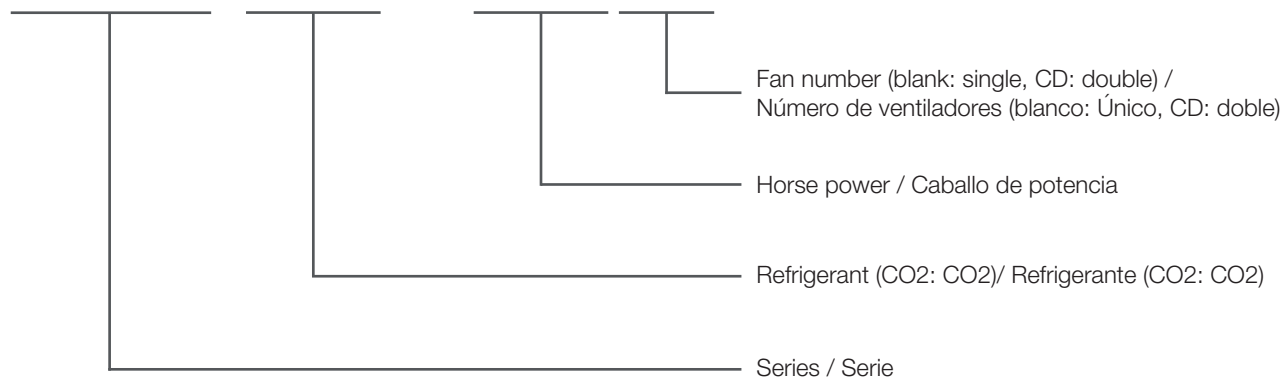 Fan number (blank: single, CD: double) /
Número de ventiladores (blanco: Único, CD: doble)
Horse power / Caballo de potencia
Refrigerant (CO2: CO2)/ Refrigerante (CO2: CO2)
Series / Serie